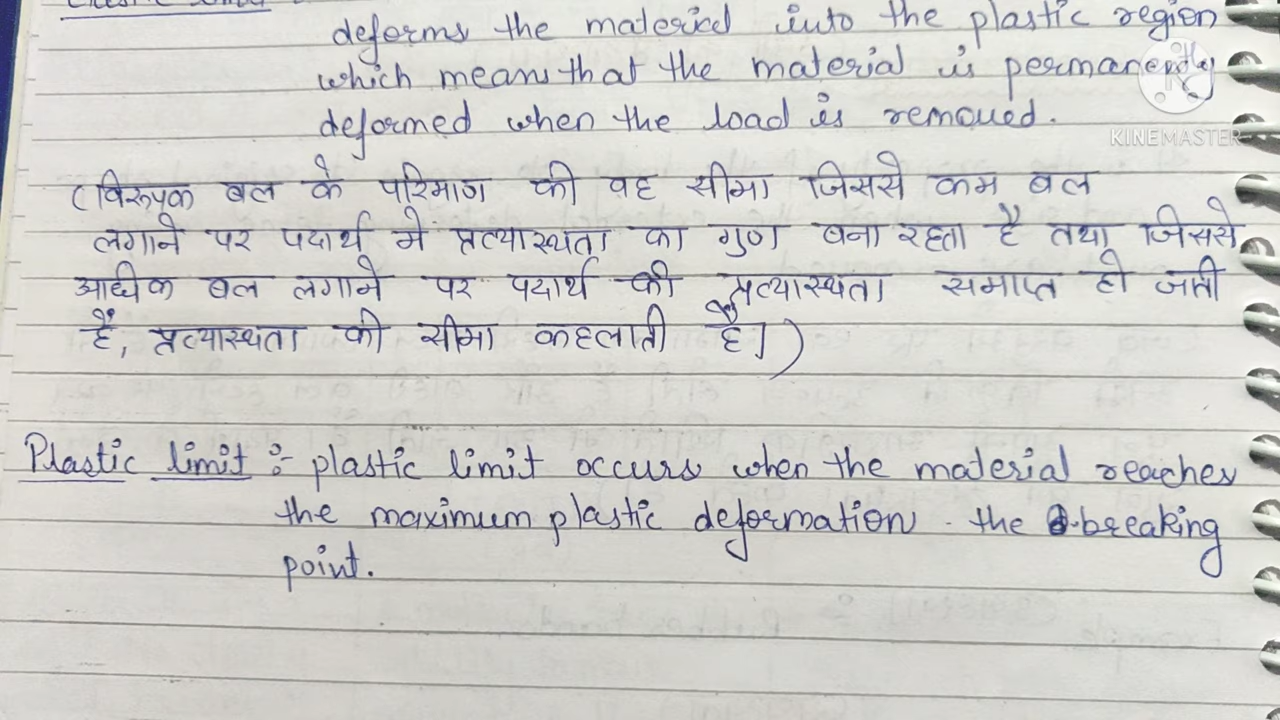 deforms the material into the plastic region
which means that the material is permanently
deformed when the load is removed.
KINEMASTER
(विरूपक बल के परिमाण की वह सीमा जिससे कम बल
लगाने पर पदार्थ मे प्रत्यास्थता का गुण बना रहता है तथा जिससे
अधिक बल लगाने पर पदार्थ की प्रत्यास्थता समाप्त हो जाती
है, प्रत्यास्थता की सीमा कहलाती है।)
Plastic limit :- plastic limit occurs when the material reaches
the maximum plastic deformation. the breaking
point.